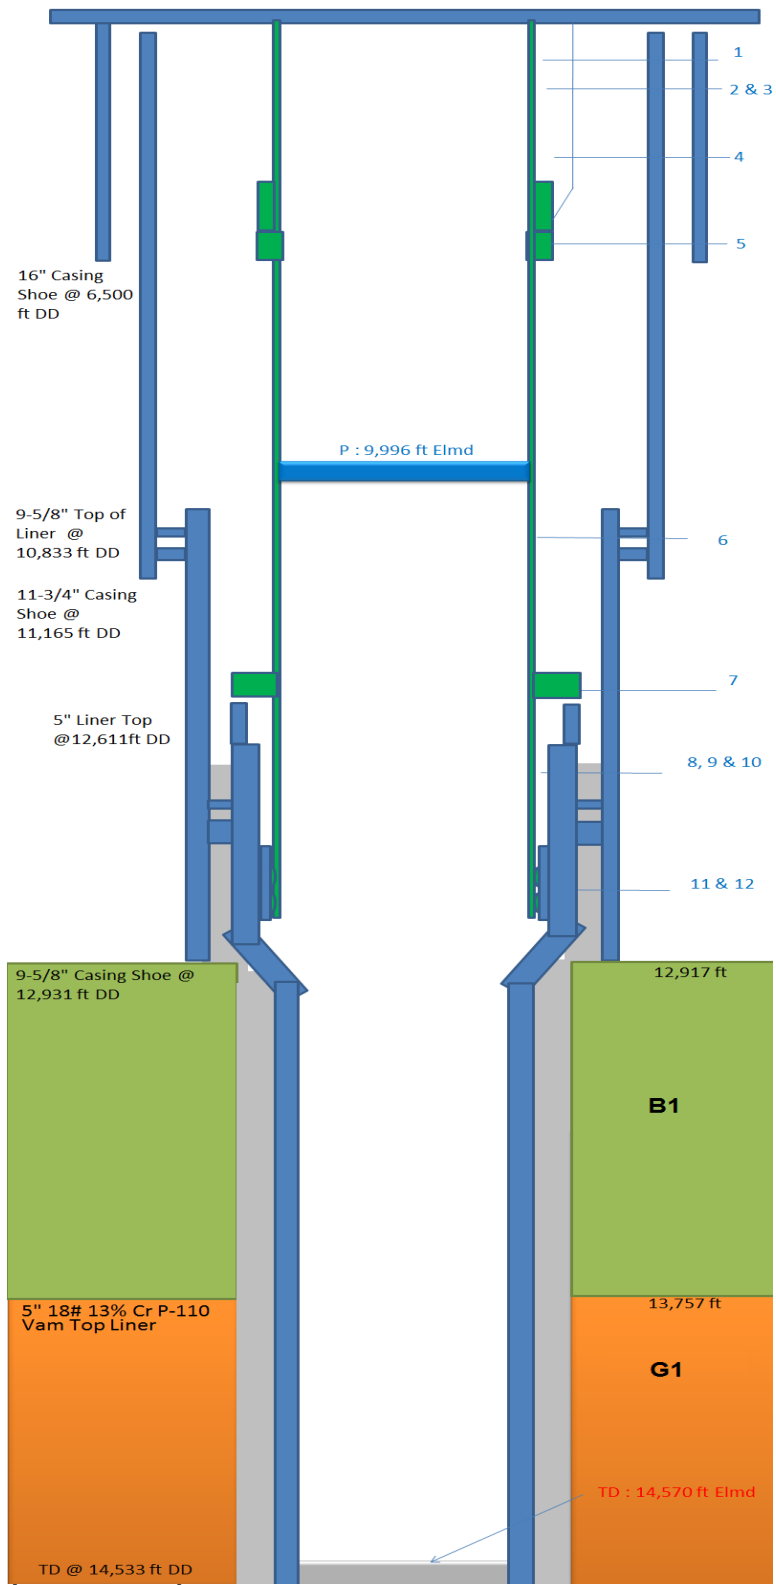 1
2 & 3
4
5
16" Casing
Shoe @ 6,500
ft DD
P : 9,996 ft Elmd
9-5/8" Top of
Liner @
10,833 ft DD
6
11-3/4" Casing
Shoe @
11,165 ft DD
7
5" Liner Top
@12,611ft DD
8, 9 & 10
11 & 12
9-5/8" Casing Shoe @
12,931 ft DD
12,917 ft
B1
5" 18# 13% Cr P-110
Vam Top Liner
13,757 ft
G1
TD : 14,570 ft Elmd
TD @ 14,533 ft DD